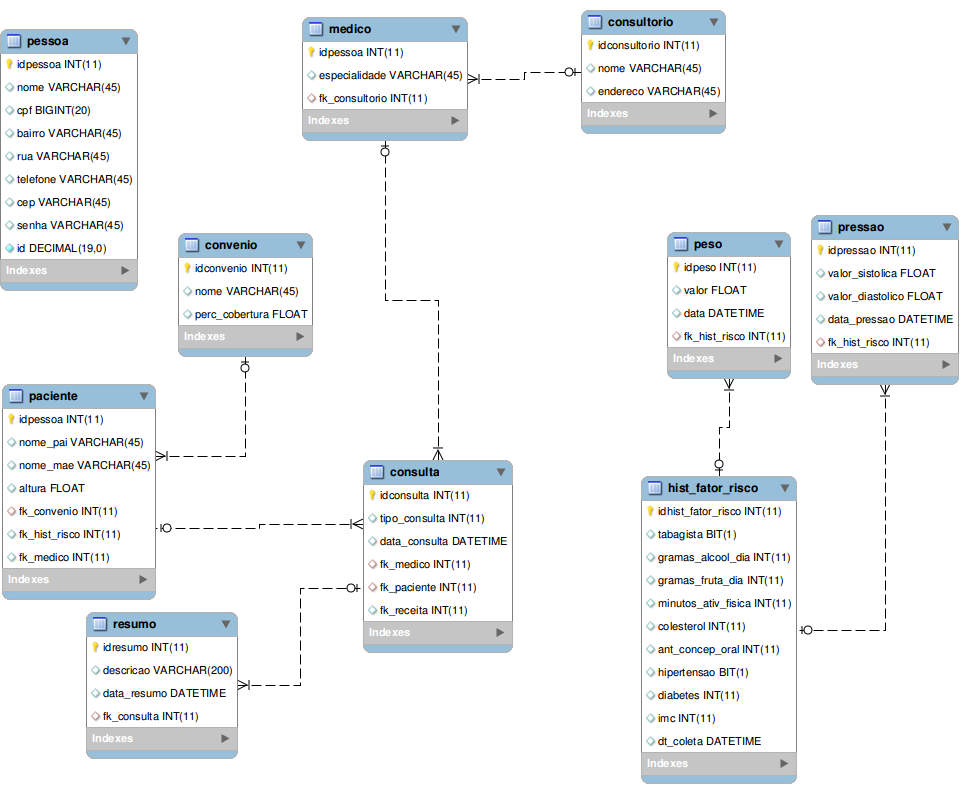 pessoa
idpessoa INT(11)
nome VARCHAR(45)
cpf BIGINT(20)
bairro VARCHAR(45)
rua VARCHAR(45)
telefone VARCHAR(45)
cep VARCHAR(45)
senha VARCHAR(45)
id DECIMAL(19,0)
Indexes
medico
idpessoa INT(11)
especialidade VARCHAR(45)
fk_consultorio INT(11)
Indexes
consultorio
idconsultorio INT(11)
nome VARCHAR(45)
endereco VARCHAR(45)
Indexes
convenio
idconvenio INT(11)
nome VARCHAR(45)
perc_cobertura FLOAT
Indexes
peso
idpeso INT(11)
valor FLOAT
data DATETIME
fk_hist_risco INT(11)
Indexes
pressao
idpressao INT(11)
valor_sistolica FLOAT
valor_diastolico FLOAT
data_pressao DATETIME
fk_hist_risco INT(11)
Indexes
paciente
idpessoa INT(11)
nome_pai VARCHAR(45)
nome_mae VARCHAR(45)
altura FLOAT
fk_convenio INT(11)
fk_hist_risco INT(11)
fk_medico INT(11)
Indexes
consulta
idconsulta INT(11)
tipo_consulta INT(11)
data_consulta DATETIME
fk_medico INT(11)
fk_paciente INT(11)
fk_receita INT(11)
Indexes
hist_fator_risco
idhist_fator_risco INT(11)
tabagista BIT(1)
gramas_alcool_dia INT(11)
gramas_fruta_dia INT(11)
minutos_ativ_fisica INT(11)
colesterol INT(11)
ant_concep_oral INT(11)
hipertensao BIT(1)
diabetes INT(11)
imc INT(11)
dt_coleta DATETIME
Indexes
resumo
idresumo INT(11)
descricao VARCHAR(200)
data_resumo DATETIME
fk_consulta INT(11)
Indexes